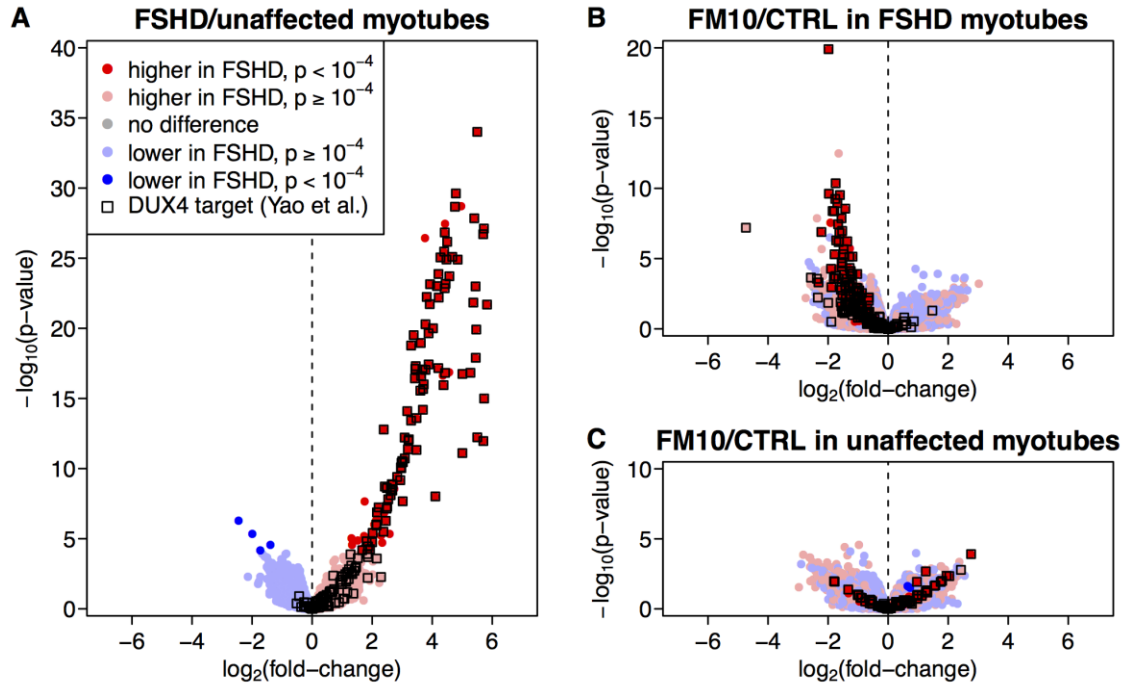 A FSHD/unaffected myotubes
40
35
30
25
20
15
10
5
0
−log10(p−value)
higher in FSHD, p < 10−4
higher in FSHD, p ≥ 10−4
no difference
lower in FSHD, p ≥ 10−4
lower in FSHD, p < 10−4
DUX4 target (Yao et al.)
−6 −4 −2 0 2 4 6
log2(fold−change)
B FM10/CTRL in FSHD myotubes
20
15
10
5
0
−log10(p−value)
−6 −4 −2 0 2 4 6
log2(fold−change)
C FM10/CTRL in unaffected myotubes
10
5
0
−log10(p−value)
−6 −4 −2 0 2 4 6
log2(fold−change)